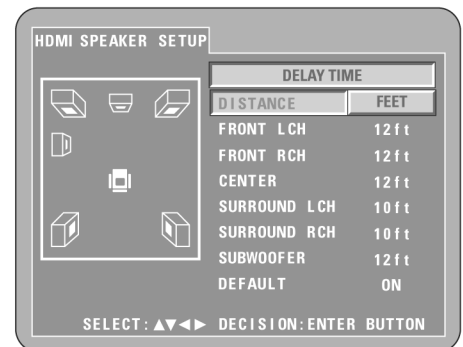 HDMI SPEAKER SETUP
DELAY TIME
DISTANCE FEET
FRONT LCH 12ft
FRONT RCH 12ft
CENTER 12ft
SURROUND LCH 10ft
SURROUND RCH 10ft
SUBWOOFER 12ft
DEFAULT ON
SELECT:▲▼◀▶ DECISION:ENTER BUTTON